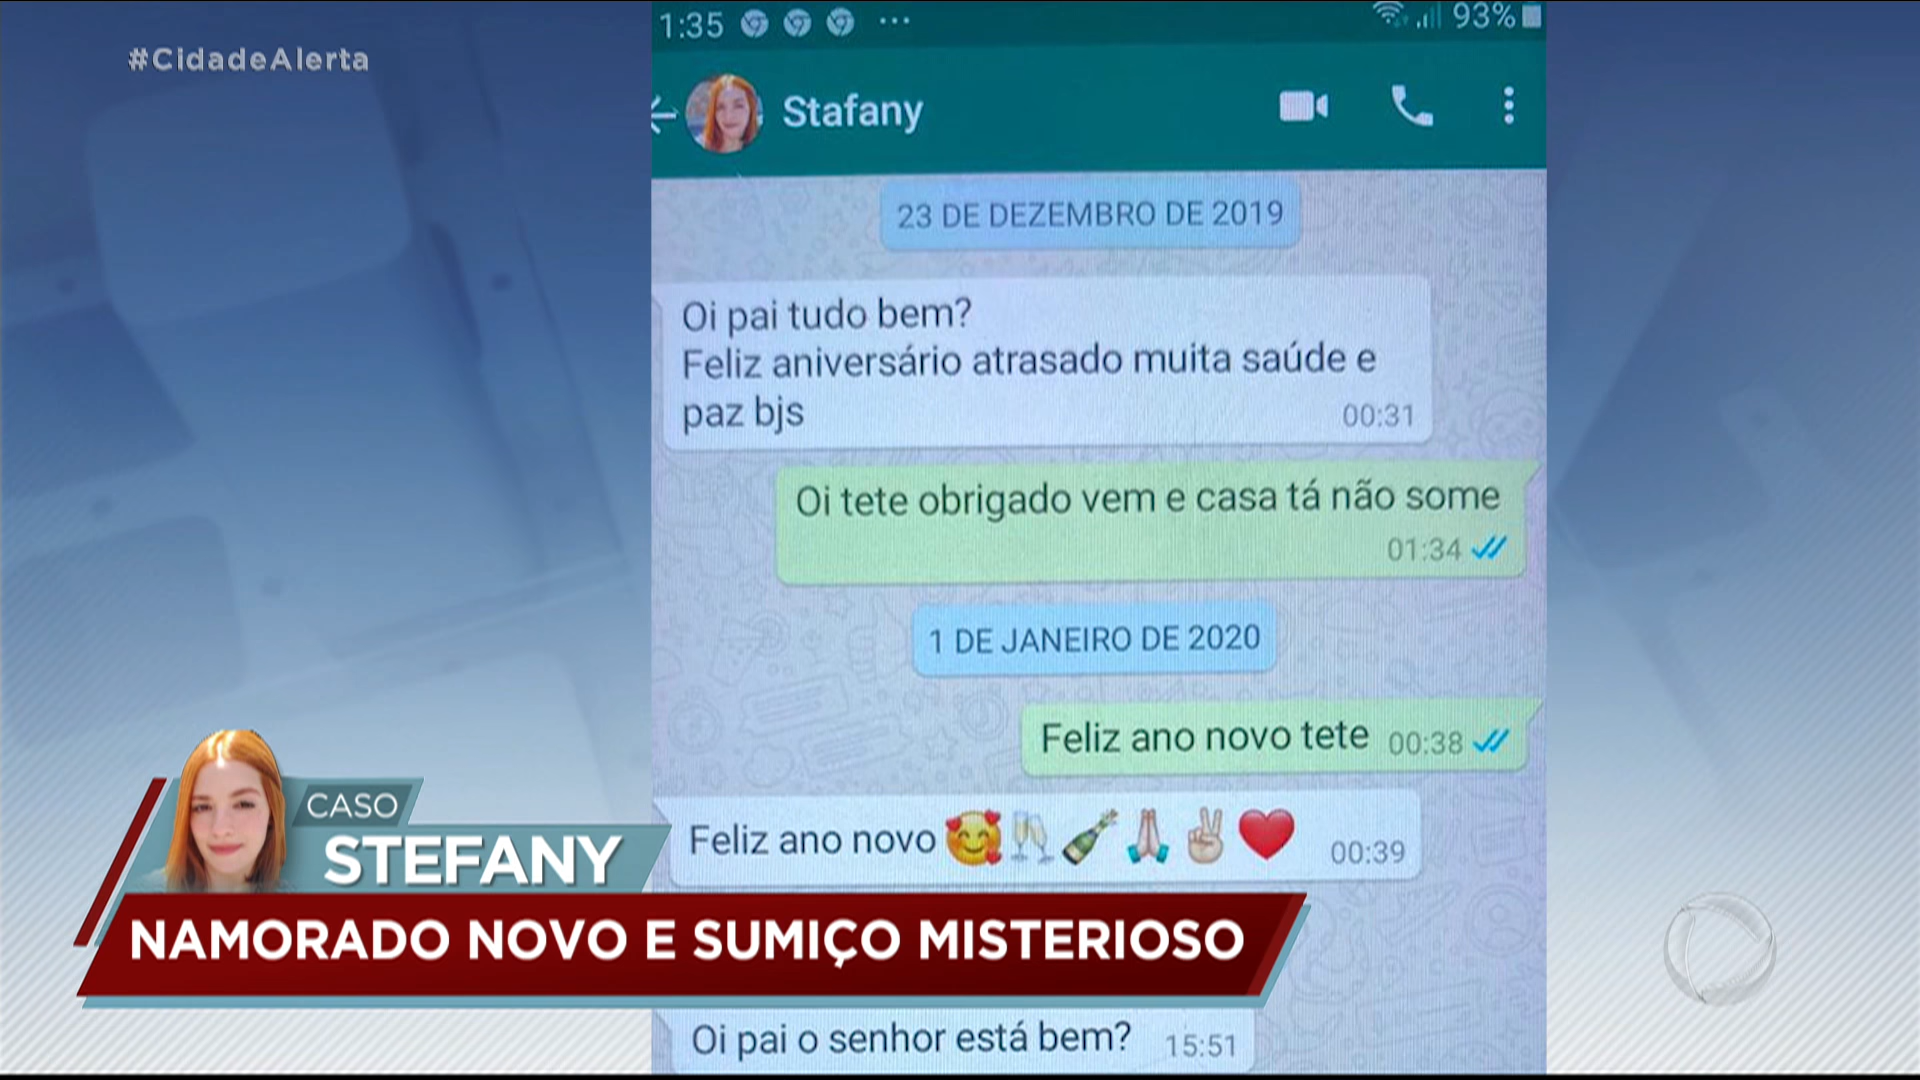 #CidadeAlerta
1:35 ... 93%
Stafany
23 DE DEZEMBRO DE 2019
Oi pai tudo bem?
Feliz aniversário atrasado muita saúde e
paz bjs 00:31
Oi tete obrigado vem e casa tá não some
01:34
1 DE JANEIRO DE 2020
Feliz ano novo tete 00:38
Feliz ano novo 🥰🥂🍾🙏🏻✌🏻❤️ 00:39
Oi pai o senhor está bem? 15:51
CASO
STEFANY
NAMORADO NOVO E SUMIÇO MISTERIOSO